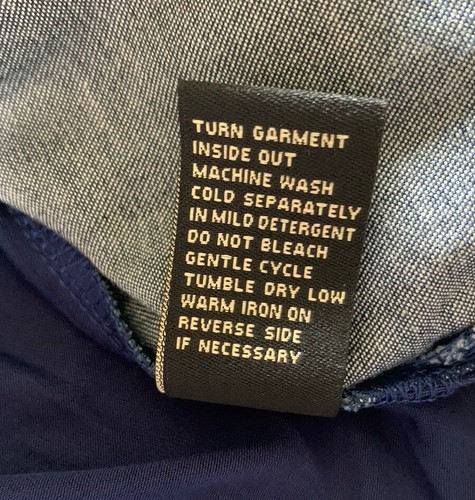 TURN GARMENT
INSIDE OUT
MACHINE WASH
COLD SEPARATELY
IN MILD DETERGENT
DO NOT BLEACH
GENTLE CYCLE
TUMBLE DRY LOW
WARM IRON ON
REVERSE SIDE
IF NECESSARY